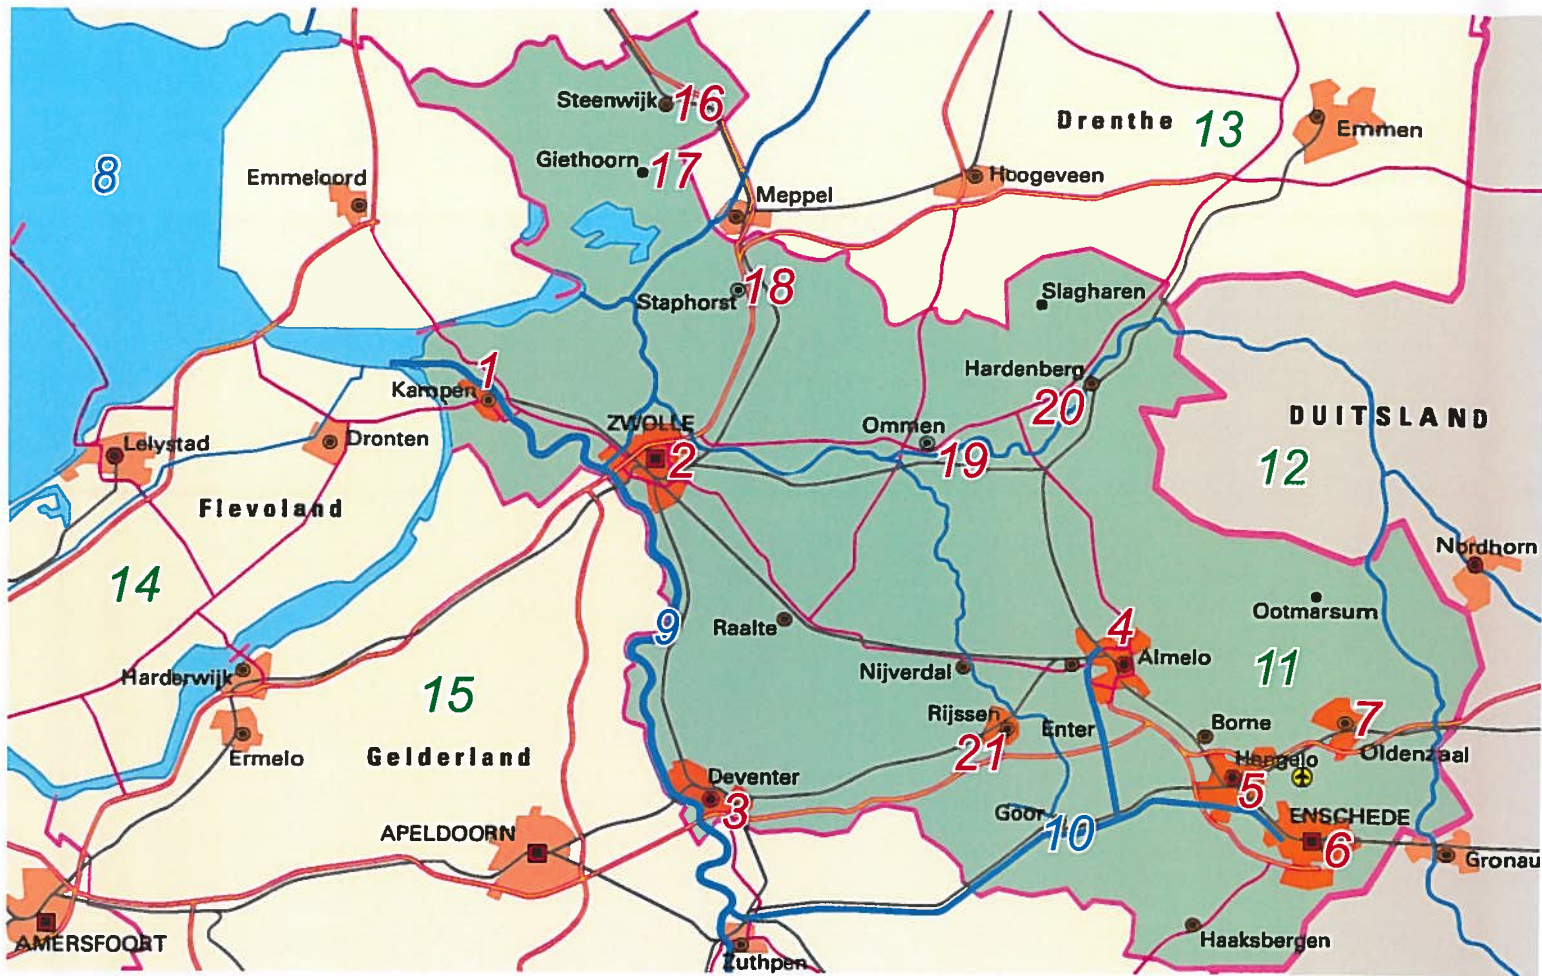 Steenwijk 16
Drenthe 13
Emmen
8
Giethoorn 17
Emmeloord
Hoogeveen
Meppel
Staphorst 18
Slagharen
1
Kampen
Hardenberg
20
DUITSLAND
ZWOLLE
2
Ommen
19
12
Lelystad
Dronten
Flevoland
14
Nordhorn
Ootmarsum
9
Raalte
4
Almelo
11
Nijverdal
Harderwijk
15
Rijssen
21
Enter
Borne
7
Oldenzaal
Ermelo
Gelderland
Hengelo
5
Deventer
3
Goor
10
ENSCHEDE
6
APELDOORN
Gronau
AMERSFOORT
Haaksbergen
Zuthpen